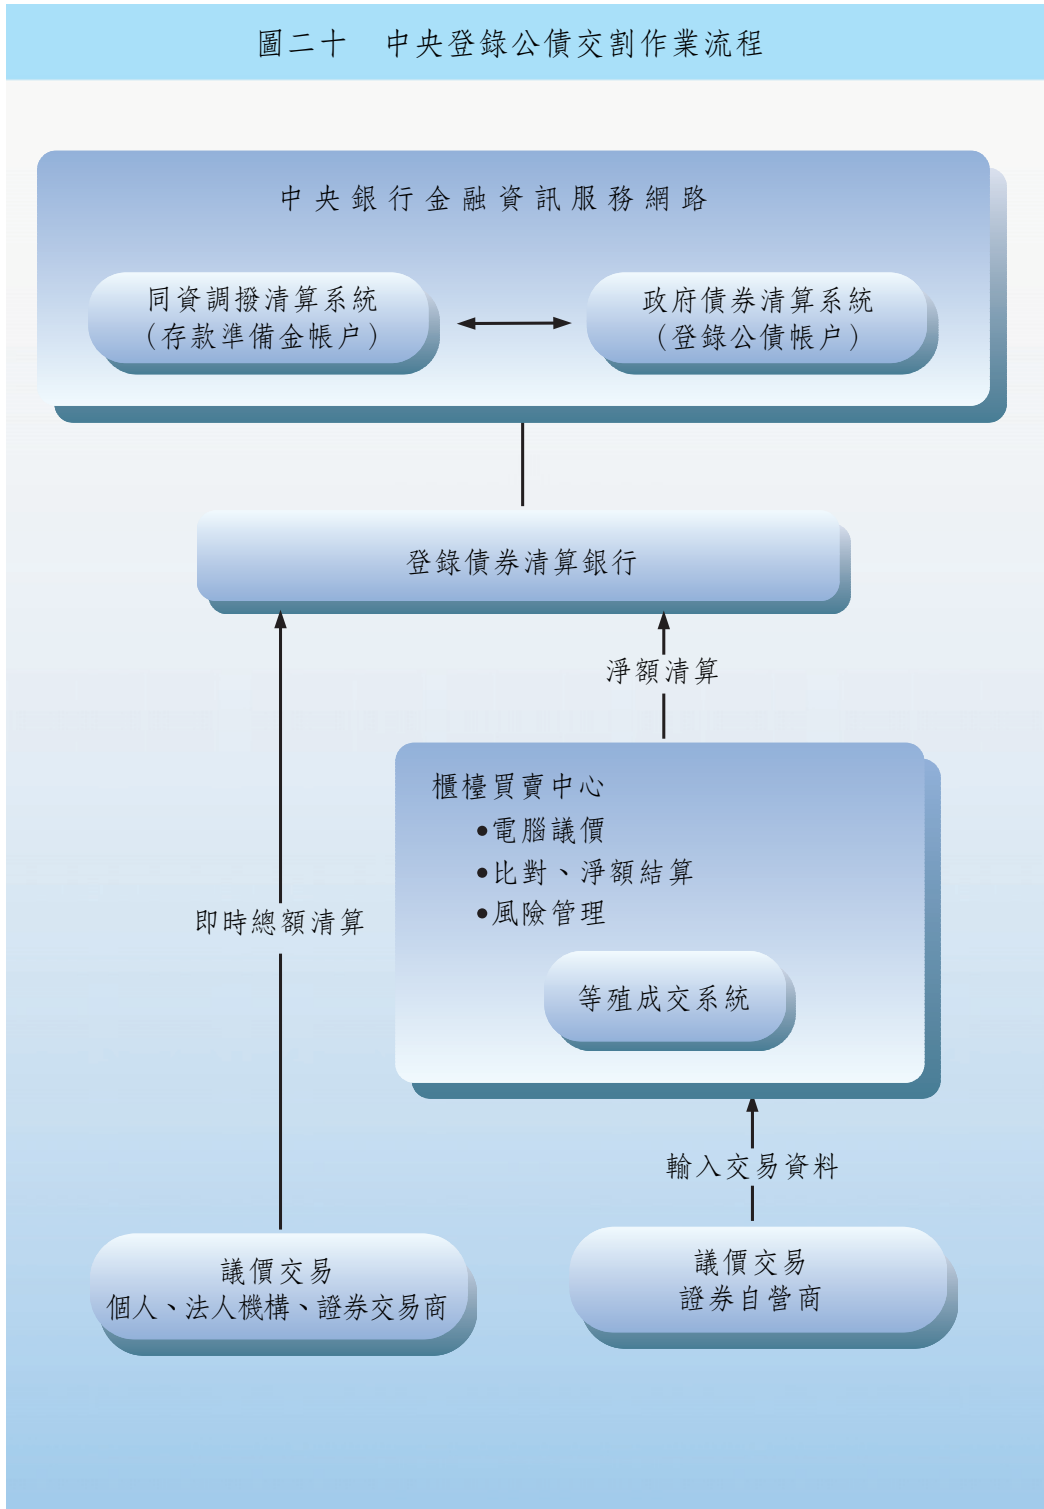 圖二十　中央登錄公債交割作業流程
中央銀行金融資訊服務網路
同資調撥清算系統
（存款準備金帳戶）
政府債券清算系統
（登錄公債帳戶）
登錄債券清算銀行
淨額清算
櫃檯買賣中心
•電腦議價
•比對、淨額結算
•風險管理
即時總額清算
等殖成交系統
輸入交易資料
議價交易
個人、法人機構、證券交易商
議價交易
證券自營商